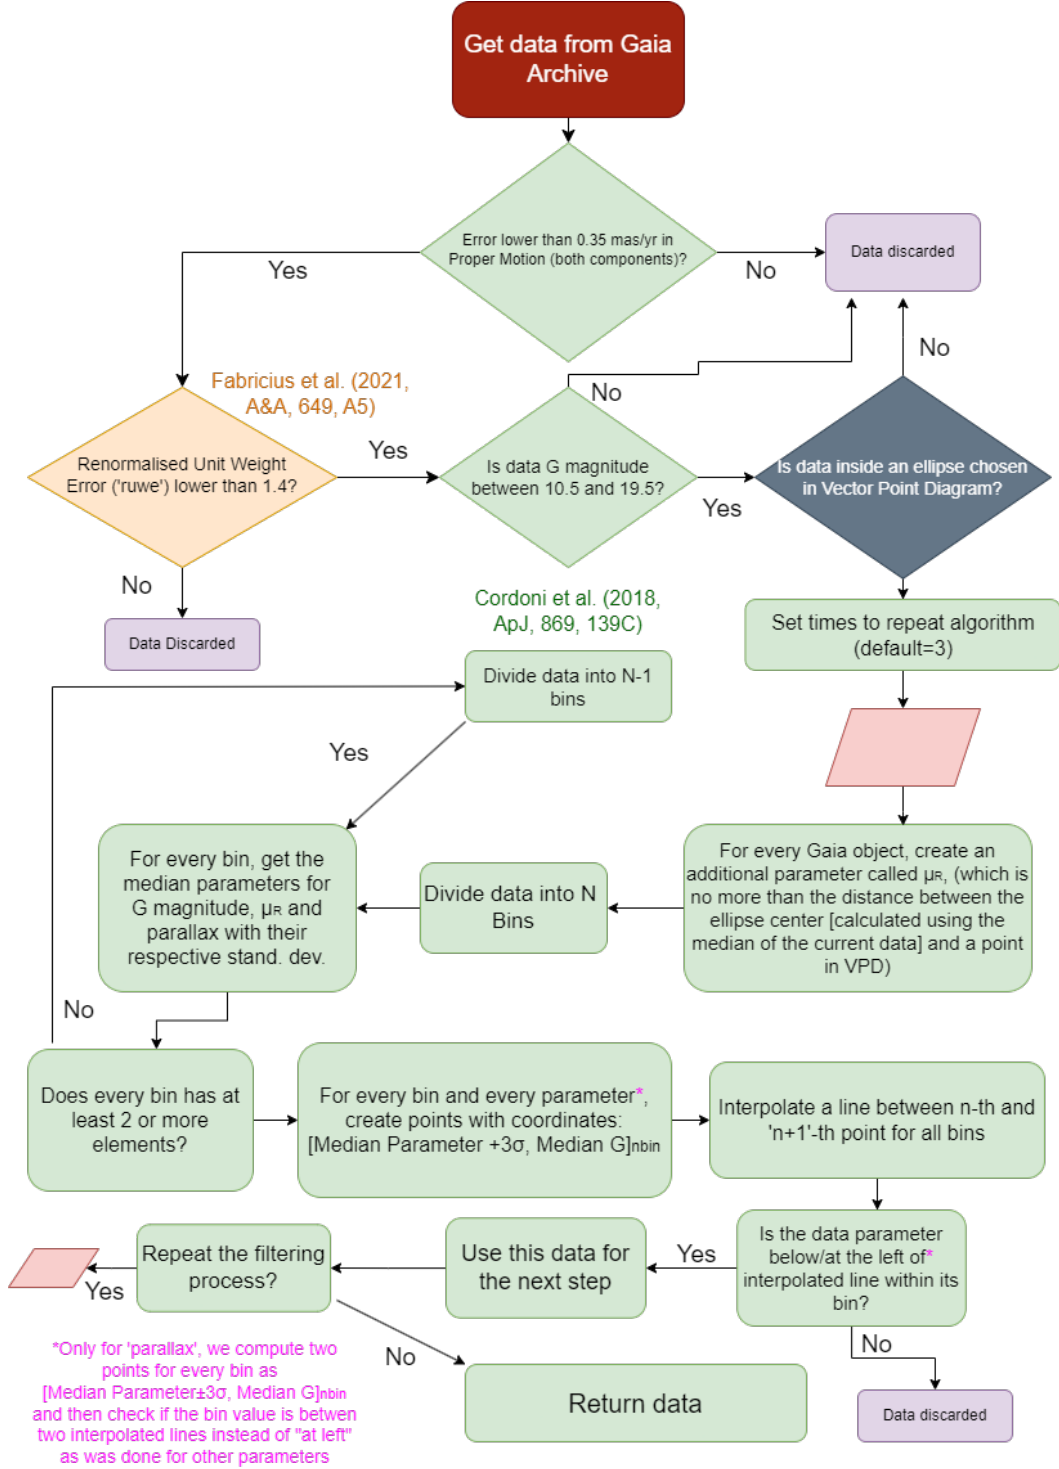 Get data from Gaia
Archive
Error lower than 0.35 mas/yr in
Proper Motion (both components)?
Yes
No
Data discarded
Fabricius et al. (2021,
A&A, 649, A5)
Renormalised Unit Weight
Error ('ruwe') lower than 1.4?
Yes
No
Data Discarded
Is data G magnitude
between 10.5 and 19.5?
No
Yes
Is data inside an ellipse chosen
in Vector Point Diagram?
No
Cordoni et al. (2018,
ApJ, 869, 139C)
Set times to repeat algorithm
(default=3)
Divide data into N-1
bins
Yes
For every Gaia object, create an
additional parameter called μR, (which is
no more than the distance between the
ellipse center [calculated using the
median of the current data] and a point
in VPD)
Divide data into N
Bins
For every bin, get the
median parameters for
G magnitude, μR and
parallax with their
respective stand. dev.
No
Does every bin has at
least 2 or more
elements?
For every bin and every parameter*,
create points with coordinates:
[Median Parameter +3σ, Median G]nbin
Interpolate a line between n-th and
'n+1'-th point for all bins
Is the data parameter
below/at the left of*
interpolated line within its
bin?
Yes
No
Data discarded
Use this data for
the next step
Repeat the filtering
process?
Yes
No
Return data
*Only for 'parallax', we compute two
points for every bin as
[Median Parameter±3σ, Median G]nbin
and then check if the bin value is betwen
two interpolated lines instead of "at left"
as was done for other parameters